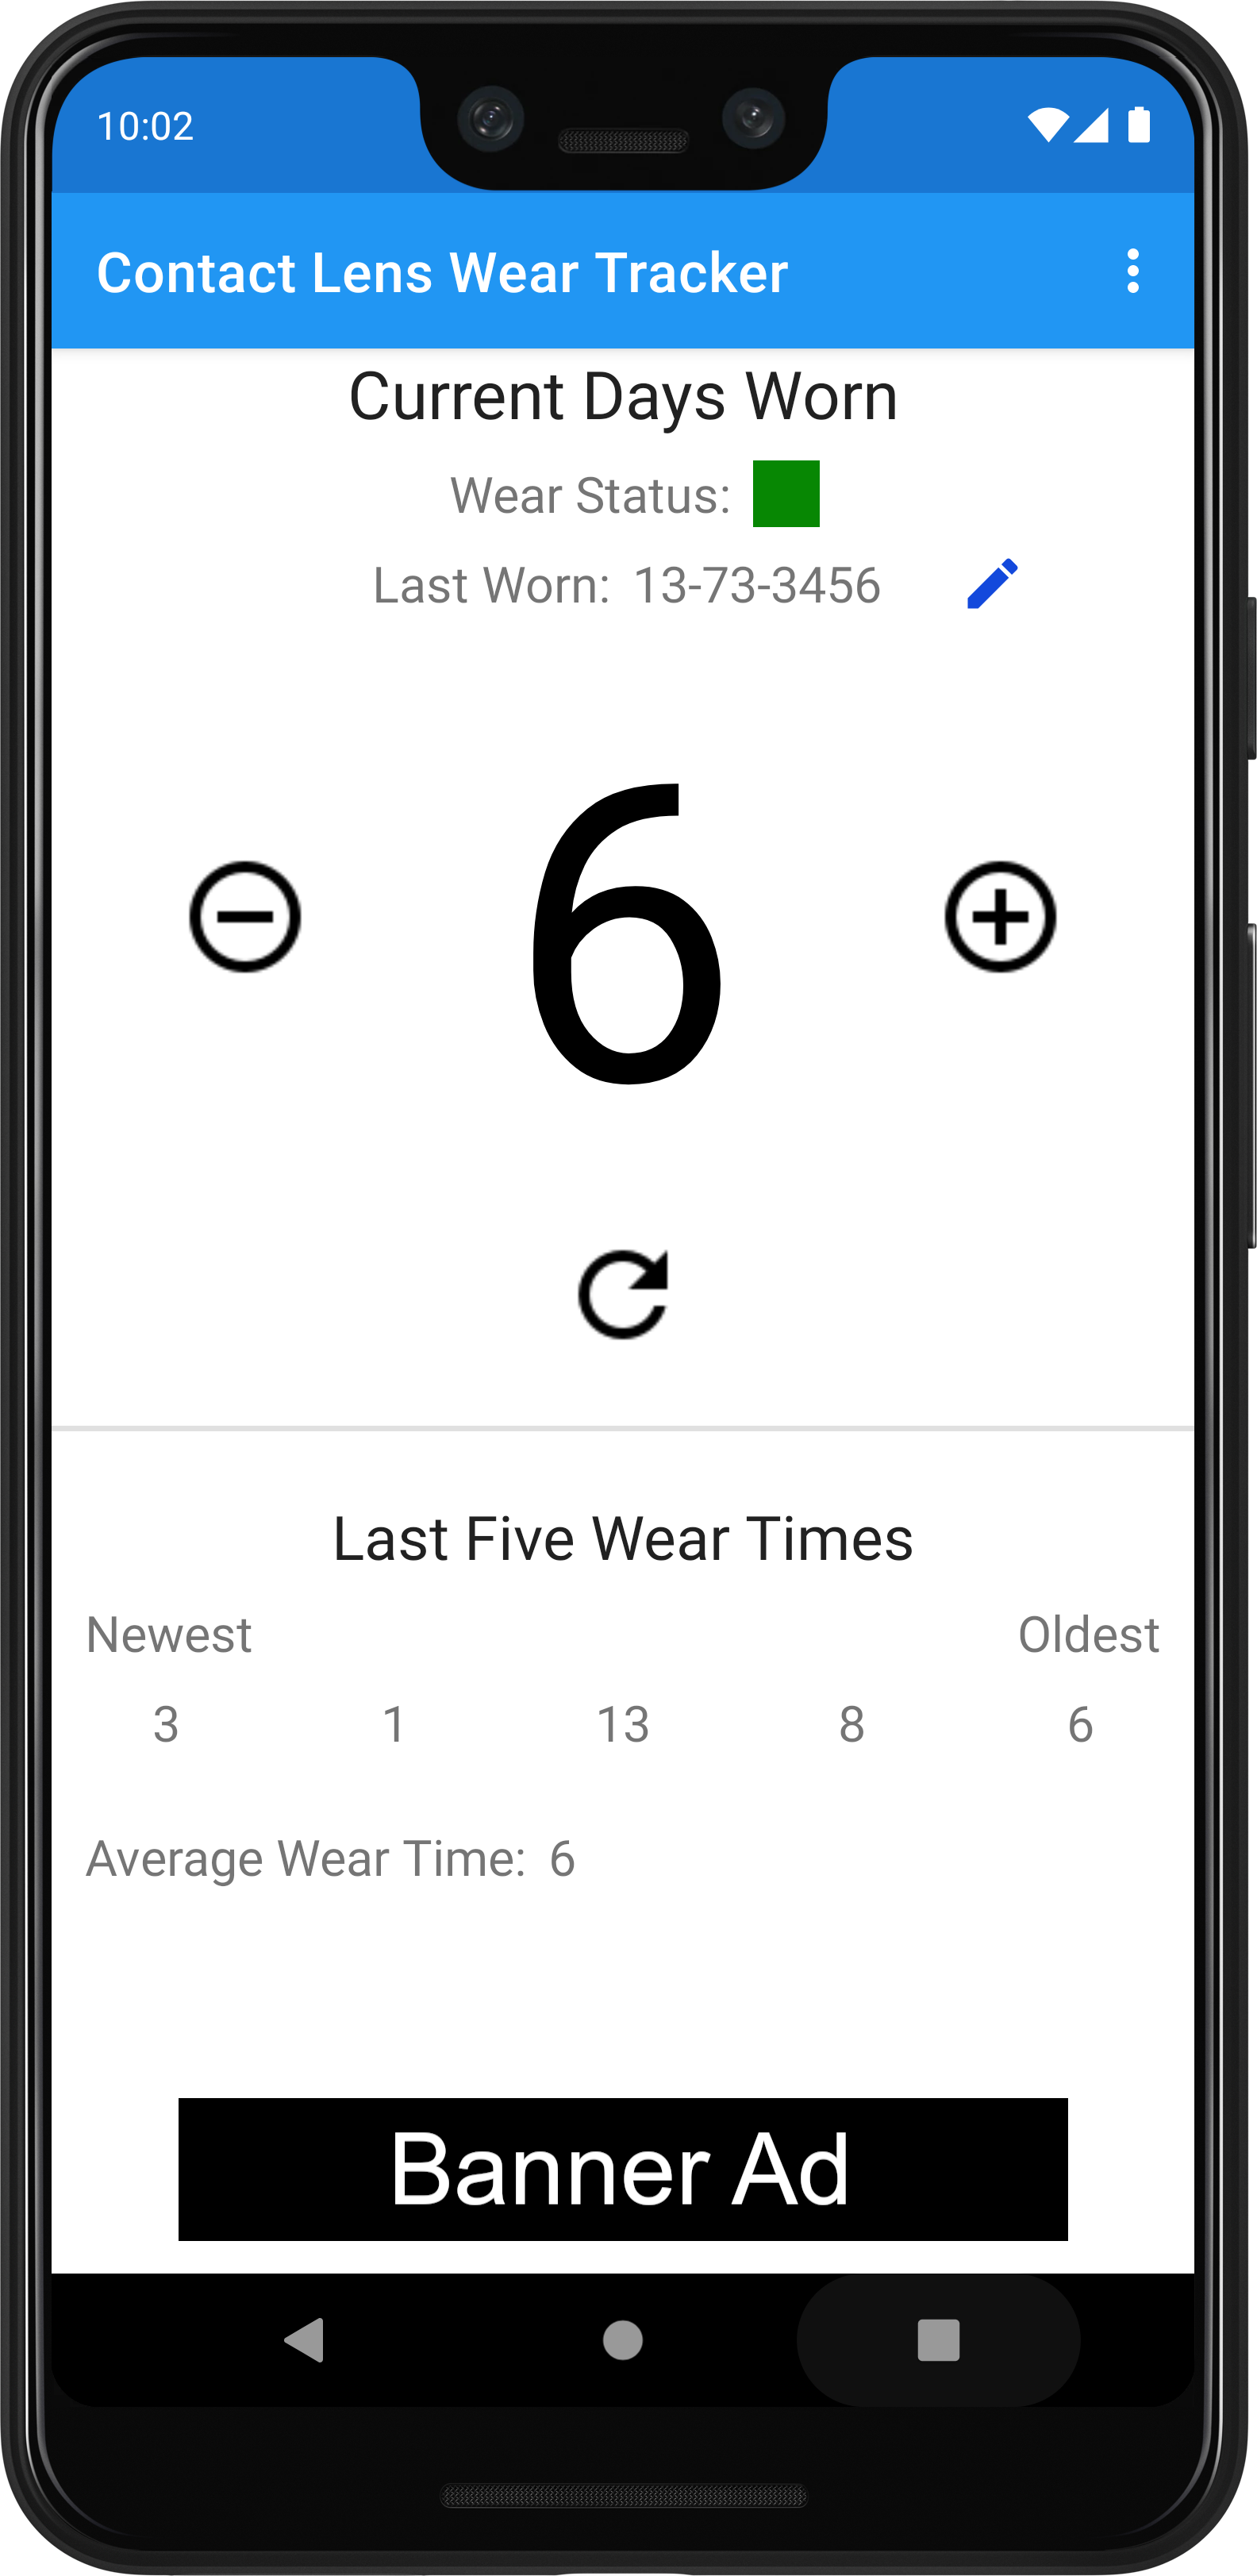 10:02
Contact Lens Wear Tracker
Current Days Worn
Wear Status:
Last Worn: 13-73-3456
6
Last Five Wear Times
Newest Oldest
3 1 13 8 6
Average Wear Time: 6
Banner Ad